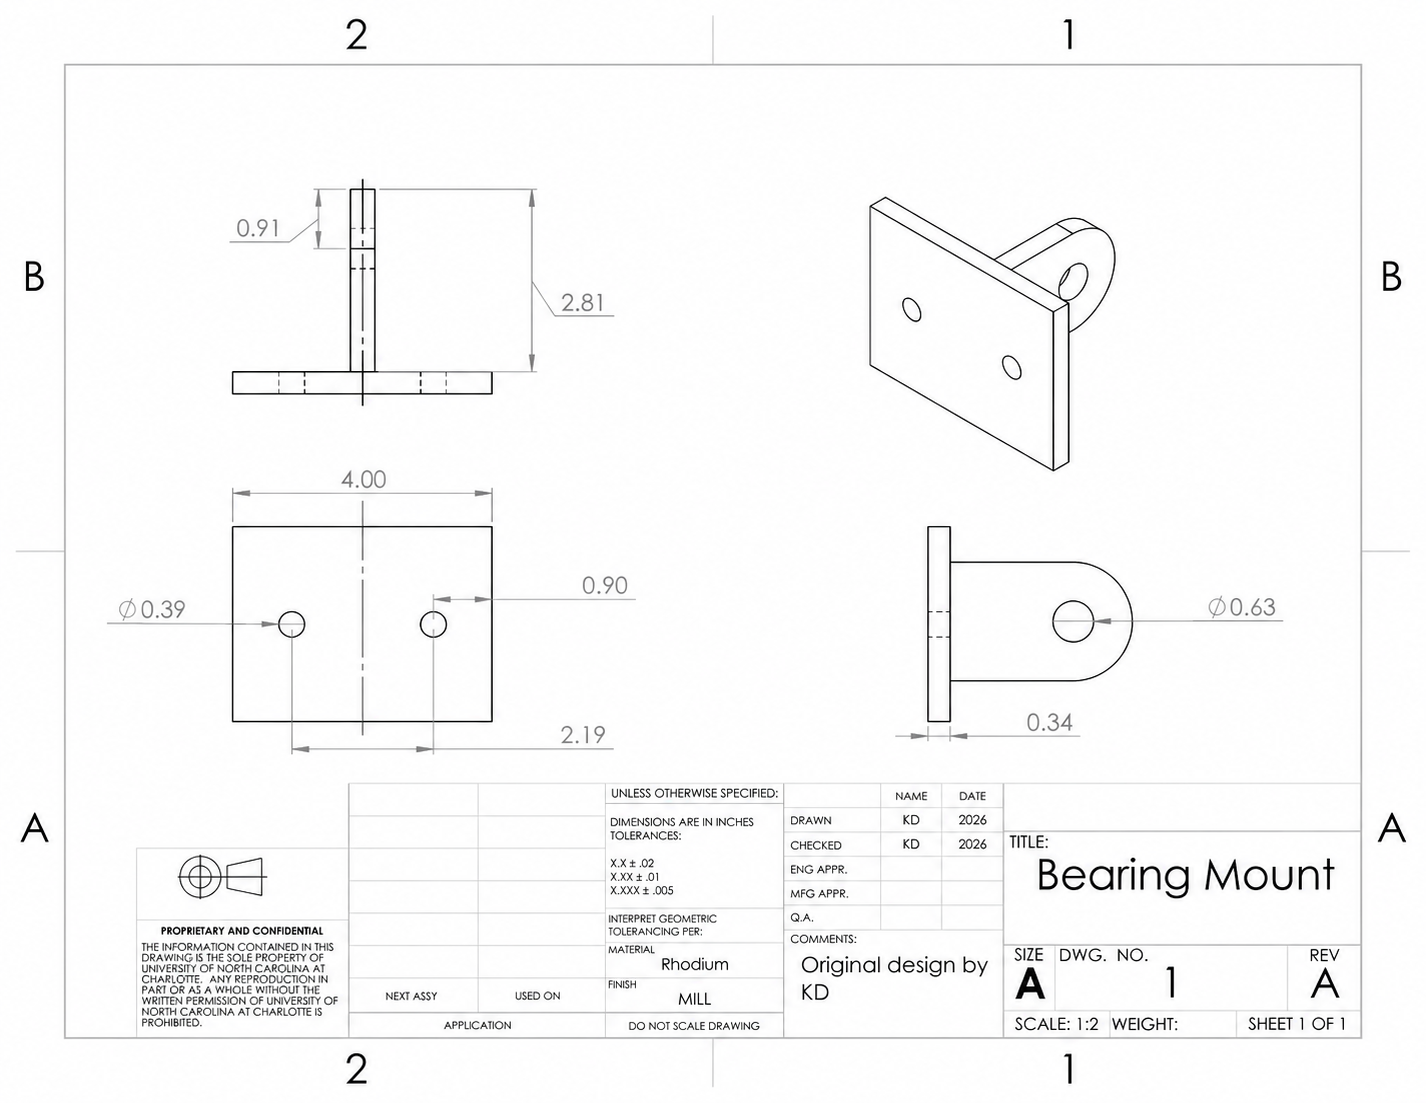 2
1
B
B
A
A
0.91
2.81
4.00
0.90
∅0.39
2.19
∅0.63
0.34
PROPRIETARY AND CONFIDENTIAL
THE INFORMATION CONTAINED IN THIS
DRAWING IS THE SOLE PROPERTY OF
UNIVERSITY OF NORTH CAROLINA AT
CHARLOTTE. ANY REPRODUCTION IN
PART OR AS A WHOLE WITHOUT THE
WRITTEN PERMISSION OF UNIVERSITY OF
NORTH CAROLINA AT CHARLOTTE IS
PROHIBITED.
NEXT ASSY
USED ON
APPLICATION
UNLESS OTHERWISE SPECIFIED:
DIMENSIONS ARE IN INCHES
TOLERANCES:
X.X ± .02
X.XX ± .01
X.XXX ± .005
INTERPRET GEOMETRIC
TOLERANCING PER:
MATERIAL
Rhodium
FINISH
MILL
DO NOT SCALE DRAWING
NAME DATE
DRAWN KD 2026
CHECKED KD 2026
ENG APPR.
MFG APPR.
Q.A.
COMMENTS:
Original design by
KD
TITLE:
Bearing Mount
SIZE DWG. NO. REV
A 1 A
SCALE: 1:2 WEIGHT: SHEET 1 OF 1
2
1